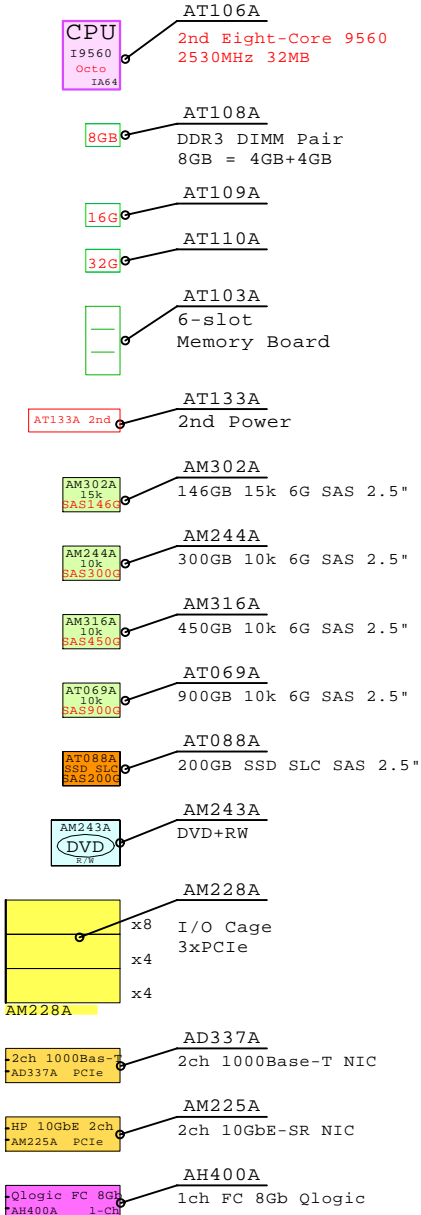 AT106A
CPU
I9560
Octo
IA64
2nd Eight-Core 9560
2530MHz 32MB
AT108A
8GB
DDR3 DIMM Pair
8GB = 4GB+4GB
AT109A
16G
AT110A
32G
AT103A
6-slot
Memory Board
AT133A
AT133A 2nd
2nd Power
AM302A
AM302A
15k
SAS146G
146GB 15k 6G SAS 2.5"
AM244A
AM244A
10k
SAS300G
300GB 10k 6G SAS 2.5"
AM316A
AM316A
10k
SAS450G
450GB 10k 6G SAS 2.5"
AT069A
AT069A
10k
SAS900G
900GB 10k 6G SAS 2.5"
AT088A
AT088A
SSD SLC
SAS200G
200GB SSD SLC SAS 2.5"
AM243A
AM243A
DVD
R/W
DVD+RW
AM228A
x8
I/O Cage
3xPCIe
x4
x4
AM228A
AD337A
2ch 1000Bas-T
AD337A PCIe
2ch 1000Base-T NIC
AM225A
HP 10GbE 2ch
AM225A PCIe
2ch 10GbE-SR NIC
AH400A
Qlogic FC 8Gb
AH400A 1-Ch
1ch FC 8Gb Qlogic